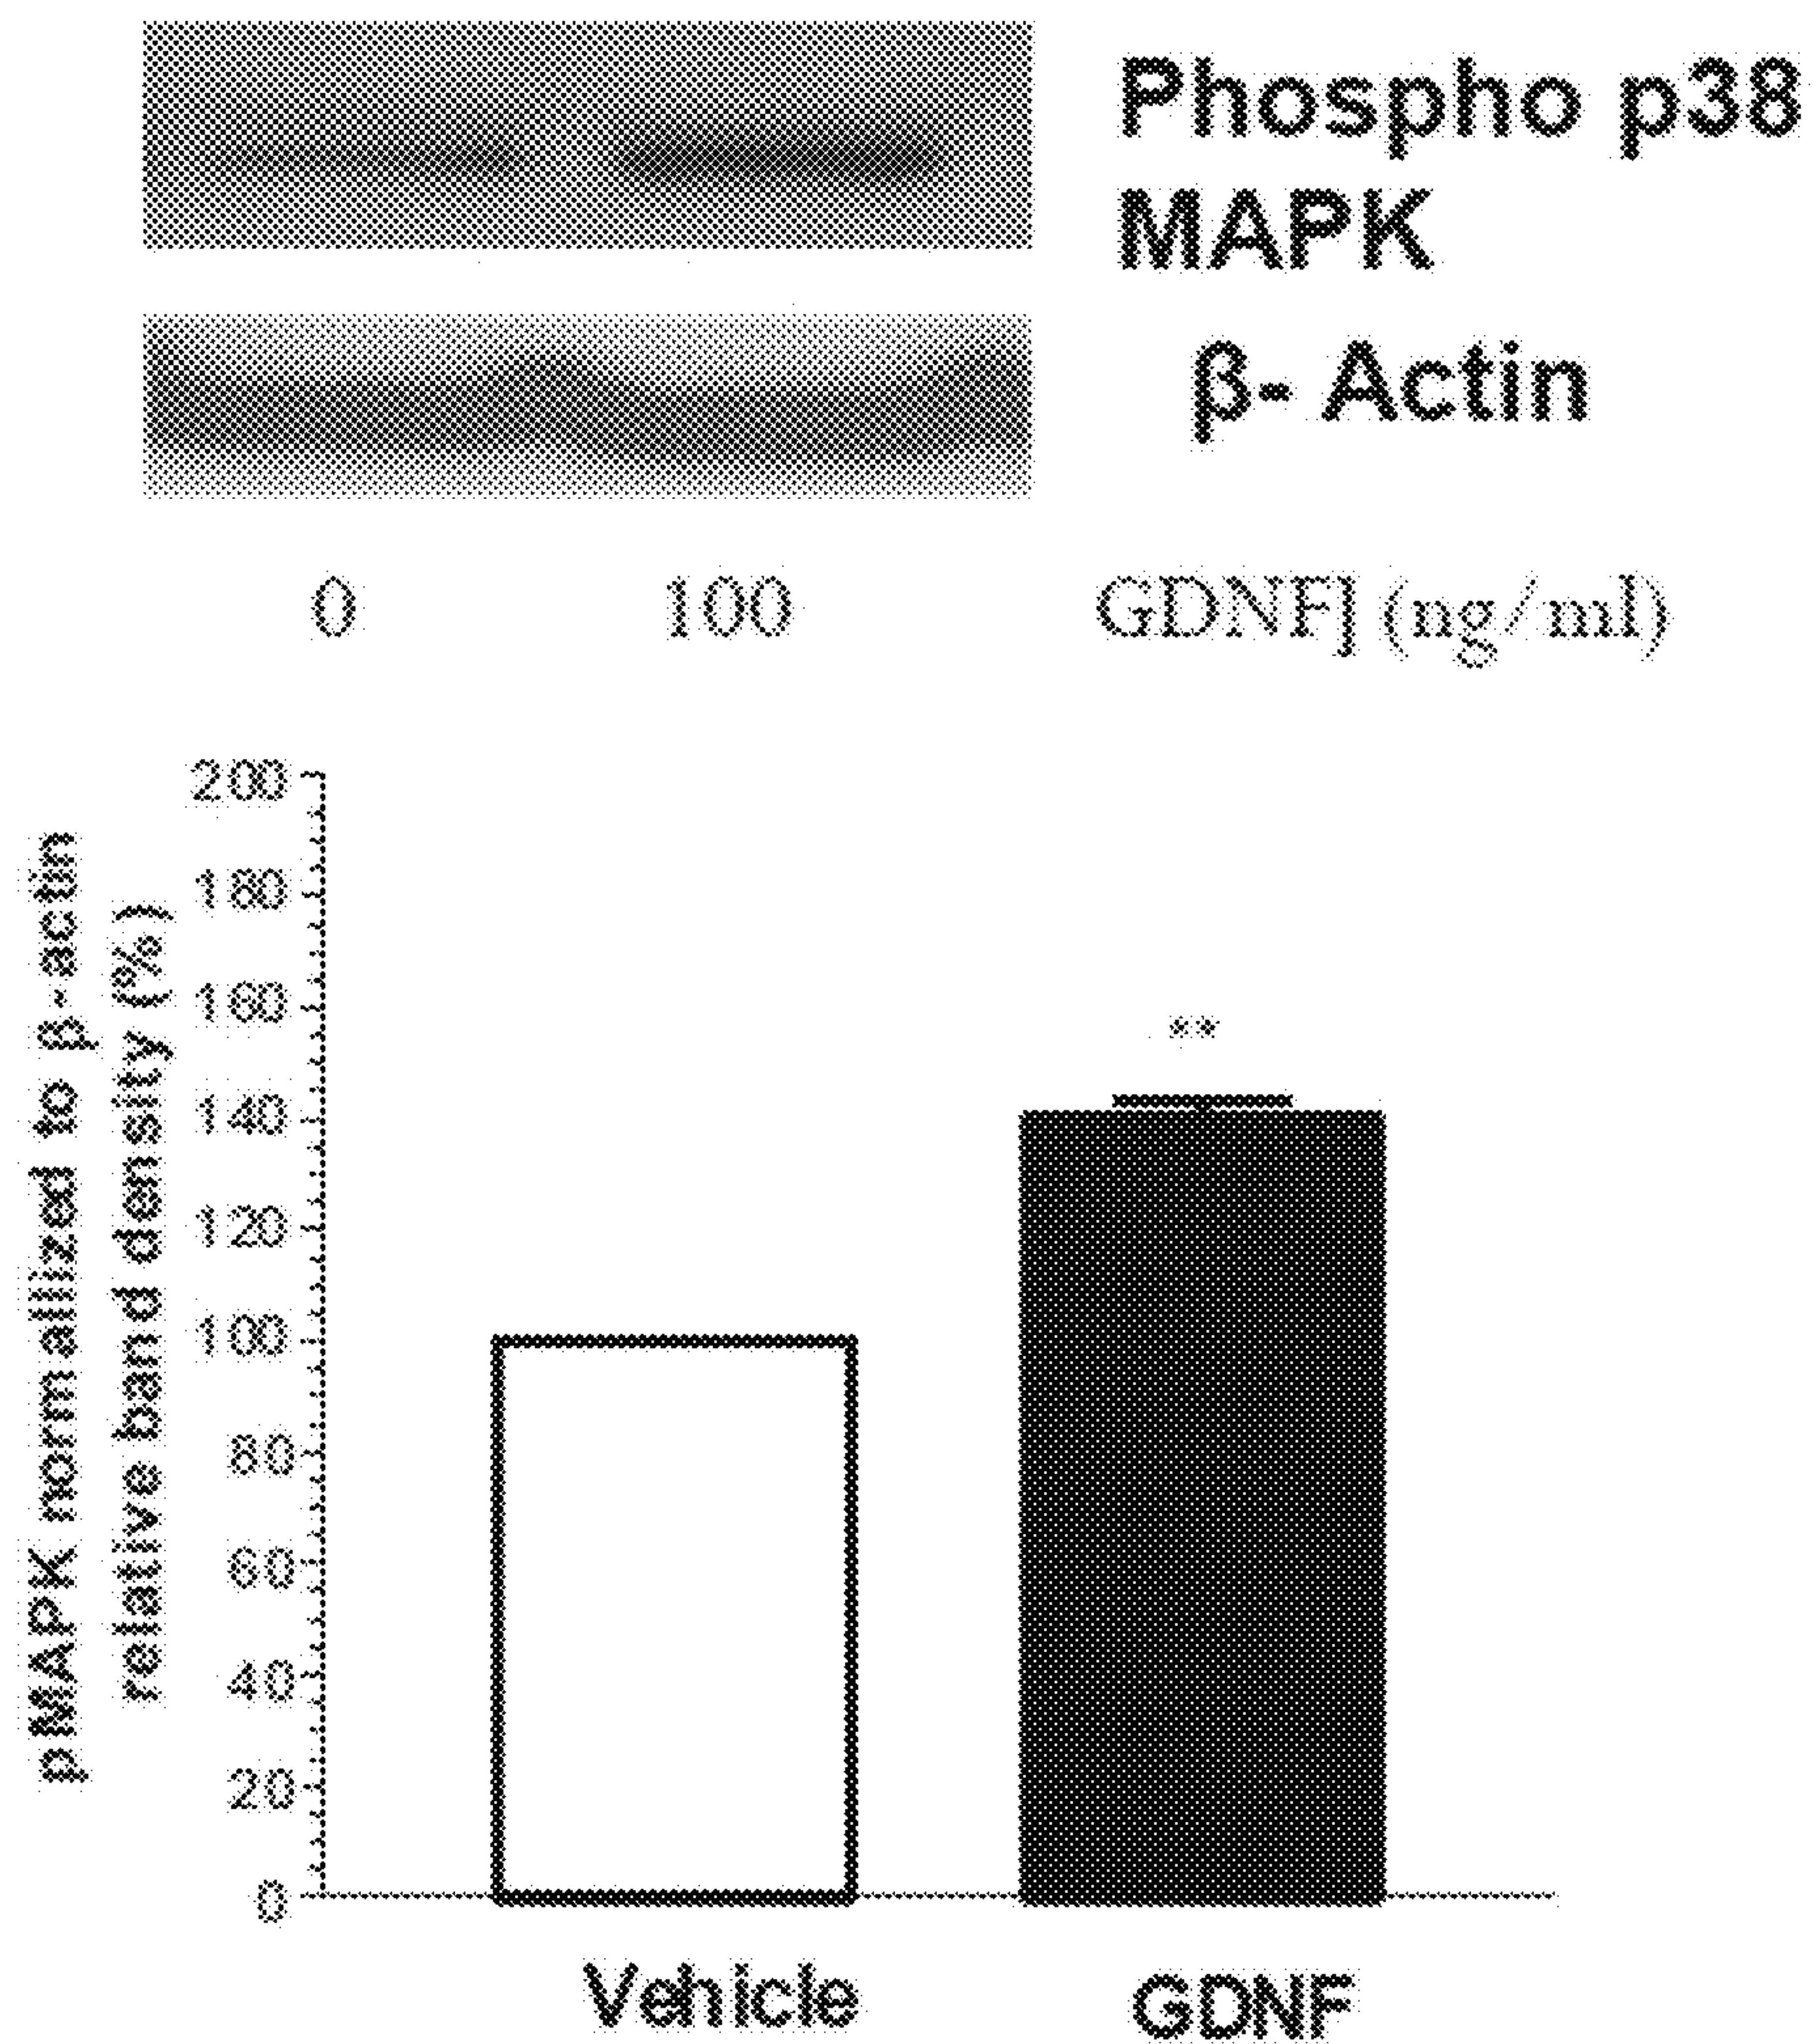 Phospho p38
MAPK
β- Actin
0 100 GDNF] (ng/ml)
200
180
160
140
120
100
80
60
40
20
0
pMAPK normallized to β-actin
relative band density (%)
**
Vehicle GDNF